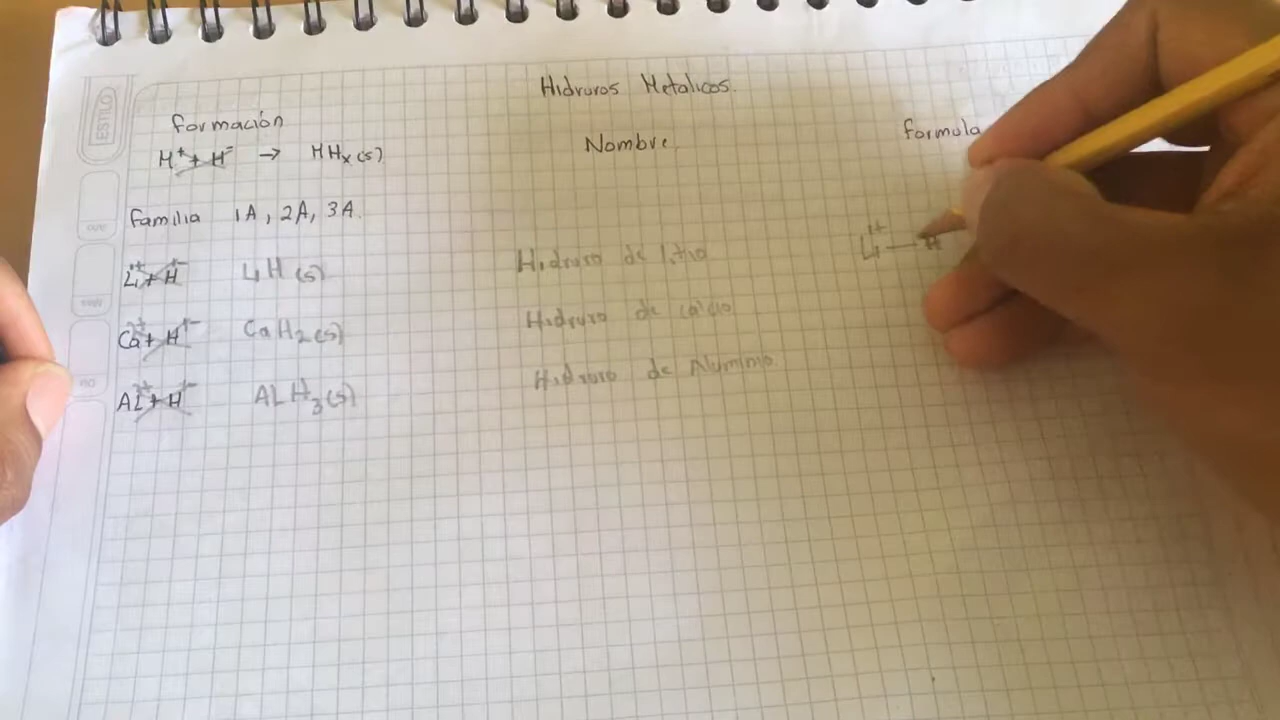 Hidruros Metalicos.
ESTILO
formación
Nombre
formula
H⁺ + H⁻ → HHx(s)
familia 1A, 2A, 3A.
Li¹⁺ + H¹⁻ LiH(s) Hidruro de litio Li¹⁺ — H
Ca²⁺ + H¹⁻ CaH₂(s) Hidruro de calcio
AL³⁺ + H¹⁻ ALH₃(s) Hidruro de Aluminio.